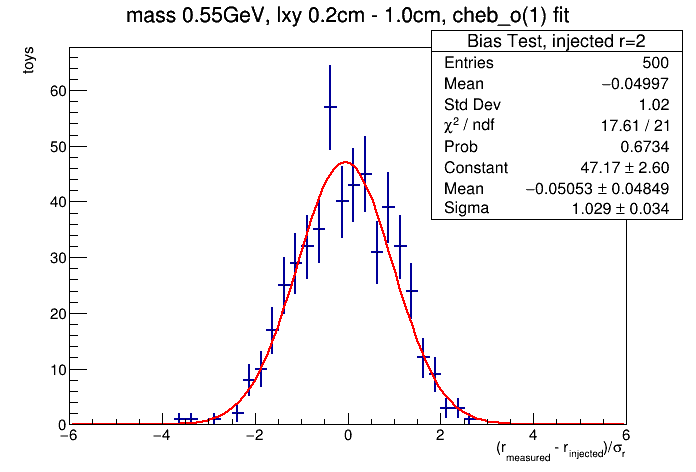 mass 0.55GeV, lxy 0.2cm - 1.0cm, cheb_o(1) fit
Bias Test, injected r=2
Entries 500
Mean −0.04997
Std Dev 1.02
χ² / ndf 17.61 / 21
Prob 0.6734
Constant 47.17 ± 2.60
Mean −0.05053 ± 0.04849
Sigma 1.029 ± 0.034
toys
60
50
40
30
20
10
0
−6 −4 −2 0 2 4 6
(r_measured - r_injected)/σ_r